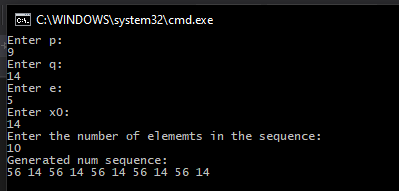 C:\WINDOWS\system32\cmd.exe
Enter p:
9
Enter q:
14
Enter e:
5
Enter x0:
14
Enter the number of elememts in the sequence:
10
Generated num sequence:
56 14 56 14 56 14 56 14 56 14